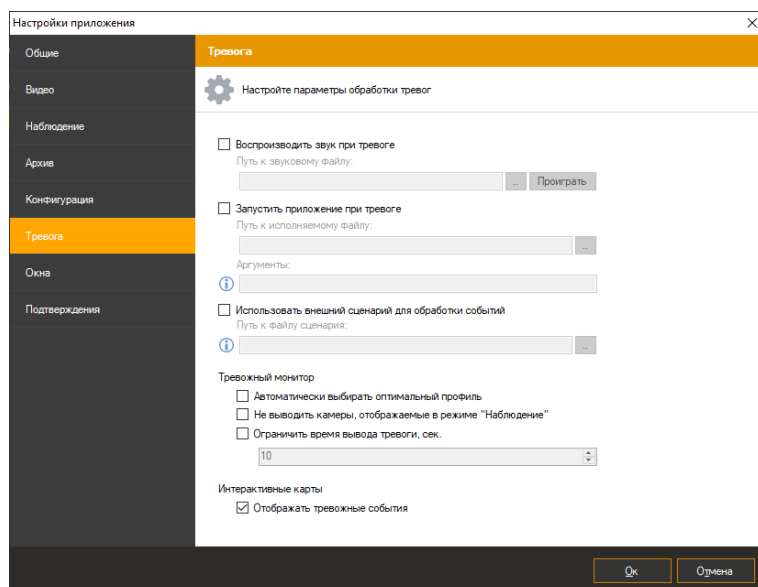 Настройки приложения
Общие
Видео
Наблюдение
Архив
Конфигурация
Тревога
Окна
Подтверждения
Тревога
Настройте параметры обработки тревог
Воспроизводить звук при тревоге
Путь к звуковому файлу:
... Проиграть
Запустить приложение при тревоге
Путь к исполняемому файлу:
...
Аргументы:
Использовать внешний сценарий для обработки событий
Путь к файлу сценария:
...
Тревожный монитор
Автоматически выбирать оптимальный профиль
Не выводить камеры, отображаемые в режиме "Наблюдение"
Ограничить время вывода тревоги, сек.
10
Интерактивные карты
Отображать тревожные события
Ок Отмена